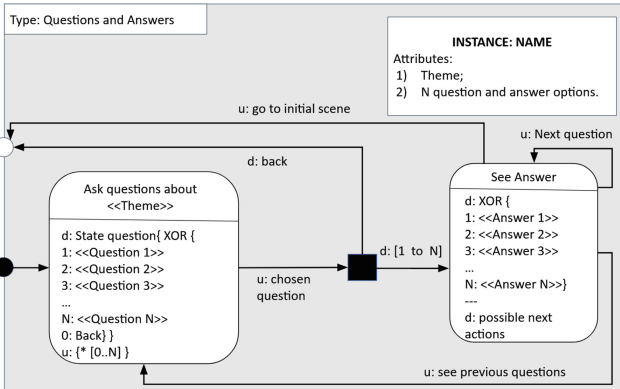 Type: Questions and Answers
INSTANCE: NAME
Attributes:
1) Theme;
2) N question and answer options.
u: go to initial scene
u: Next question
d: back
Ask questions about
<<Theme>>
d: State question{ XOR {
1: <<Question 1>>
2: <<Question 2>>
3: <<Question 3>>
...
N: <<Question N>>
0: Back} }
u: {* [0..N] }
u: chosen
question
d: [1 to N]
See Answer
d: XOR {
1: <<Answer 1>>
2: <<Answer 2>>
3: <<Answer 3>>
...
N: <<Answer N>>}
---
d: possible next
actions
u: see previous questions